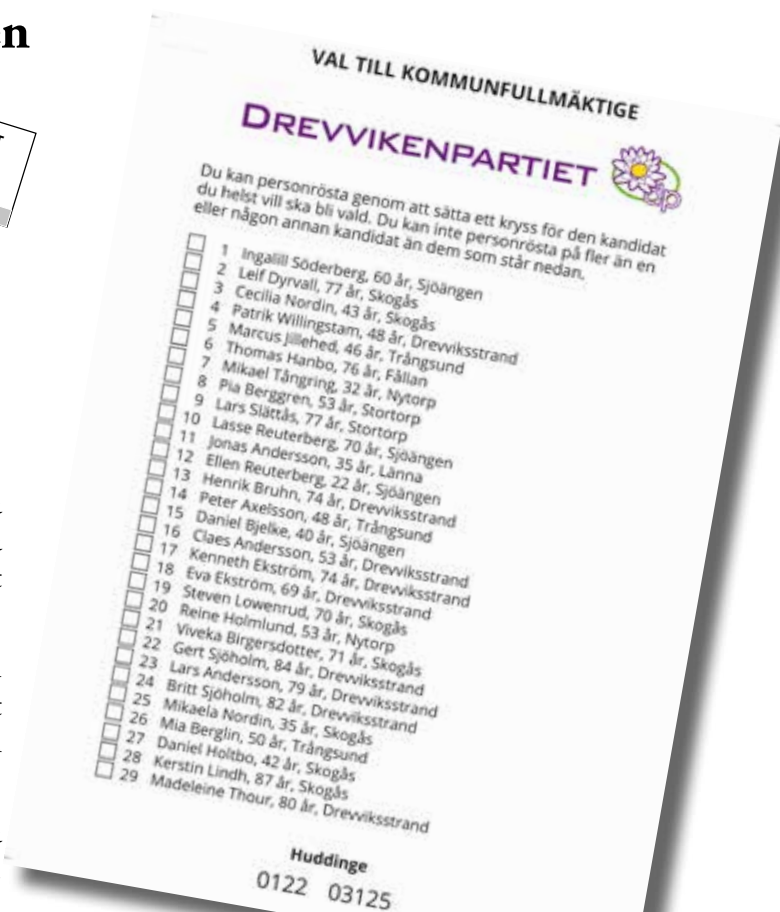 VAL TILL KOMMUNFULLMÄKTIGE
DREVVIKENPARTIET
dp
Du kan personrösta genom att sätta ett kryss för den kandidat
du helst vill ska bli vald. Du kan inte personrösta på fler än en
eller någon annan kandidat än dem som står nedan.
1 Ingalill Söderberg, 60 år, Sjöängen
2 Leif Dyrvall, 77 år, Skogås
3 Cecilia Nordin, 43 år, Skogås
4 Patrik Willingstam, 48 år, Drevviksstrand
5 Marcus Jillehed, 46 år, Trångsund
6 Thomas Hanbo, 76 år, Fållan
7 Mikael Tångring, 32 år, Nytorp
8 Pia Berggren, 53 år, Stortorp
9 Lars Slättås, 77 år, Stortorp
10 Lasse Reuterberg, 70 år, Sjöängen
11 Jonas Andersson, 35 år, Länna
12 Ellen Reuterberg, 22 år, Sjöängen
13 Henrik Bruhn, 74 år, Drevviksstrand
14 Peter Axelsson, 48 år, Trångsund
15 Daniel Bjelke, 40 år, Sjöängen
16 Claes Andersson, 53 år, Drevviksstrand
17 Kenneth Ekström, 74 år, Drevviksstrand
18 Eva Ekström, 69 år, Drevviksstrand
19 Steven Lowenrud, 70 år, Skogås
20 Reine Holmlund, 53 år, Nytorp
21 Viveka Birgersdotter, 71 år, Skogås
22 Gert Sjöholm, 84 år, Drevviksstrand
23 Lars Andersson, 79 år, Drevviksstrand
24 Britt Sjöholm, 82 år, Drevviksstrand
25 Mikaela Nordin, 35 år, Skogås
26 Mia Berglin, 50 år, Trångsund
27 Daniel Holtbo, 42 år, Skogås
28 Kerstin Lindh, 87 år, Skogås
29 Madeleine Thour, 80 år, Drevviksstrand
Huddinge
0122 03125